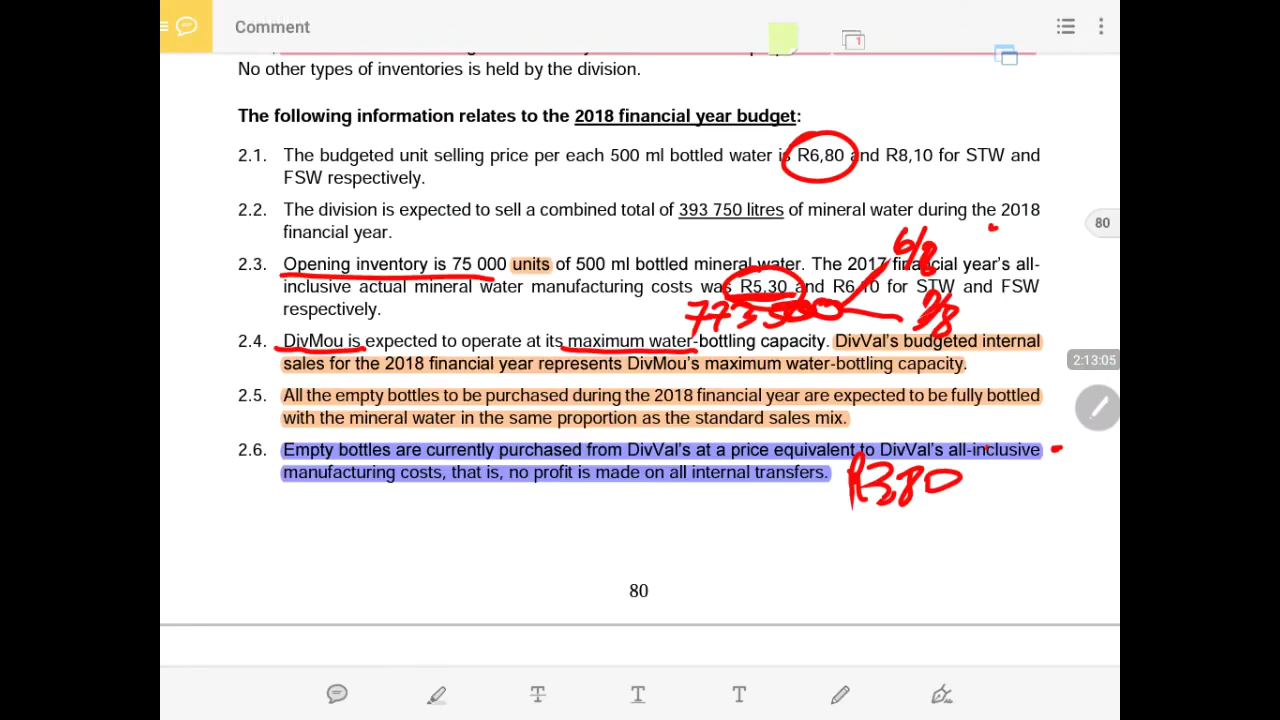 Comment
1
No other types of inventories is held by the division.
The following information relates to the 2018 financial year budget:
2.1. The budgeted unit selling price per each 500 ml bottled water is R6,80 and R8,10 for STW and
FSW respectively.
2.2. The division is expected to sell a combined total of 393 750 litres of mineral water during the 2018
financial year.
80
6/8
2.3. Opening inventory is 75 000 units of 500 ml bottled mineral water. The 2017 financial year's all-
inclusive actual mineral water manufacturing costs was R5,30 and R6,10 for STW and FSW
respectively.
773 500
2/8
2.4. DivMou is expected to operate at its maximum water-bottling capacity. DivVal's budgeted internal
sales for the 2018 financial year represents DivMou's maximum water-bottling capacity.
2:13:05
2.5. All the empty bottles to be purchased during the 2018 financial year are expected to be fully bottled
with the mineral water in the same proportion as the standard sales mix.
2.6. Empty bottles are currently purchased from DivVal's at a price equivalent to DivVal's all-inclusive
manufacturing costs, that is, no profit is made on all internal transfers.
R3,80
80